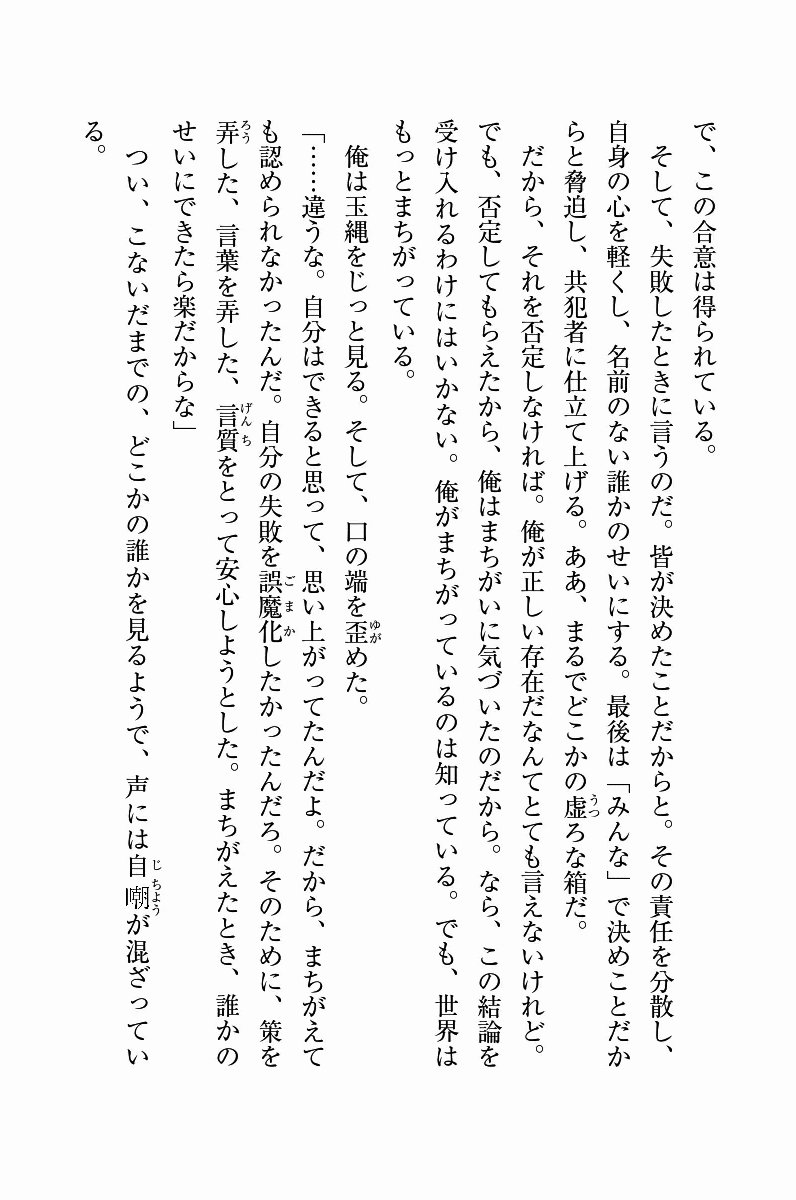 で、この合意は得られている。
　そして、失敗したときに言うのだ。皆が決めたことだからと。その責任を分散し、
自身の心を軽くし、名前のない誰かのせいにする。最後は「みんな」で決めことだか
らと脅迫し、共犯者に仕立て上げる。ああ、まるでどこかの虚ろな箱だ。
　だから、それを否定しなければ。俺が正しい存在だなんてとても言えないけれど。
でも、否定してもらえたから、俺はまちがいに気づいたのだから。なら、この結論を
受け入れるわけにはいかない。俺がまちがっているのは知っている。でも、世界は
もっとまちがっている。
　俺は玉縄をじっと見る。そして、口の端を歪めた。
「……違うな。自分はできると思って、思い上がってたんだよ。だから、まちがえて
も認められなかったんだ。自分の失敗を誤魔化したかったんだろ。そのために、策を
弄した、言葉を弄した、言質をとって安心しようとした。まちがえたとき、誰かの
せいにできたら楽だからな」
　つい、こないだまでの、どこかの誰かを見るようで、声には自嘲が混ざってい
る。